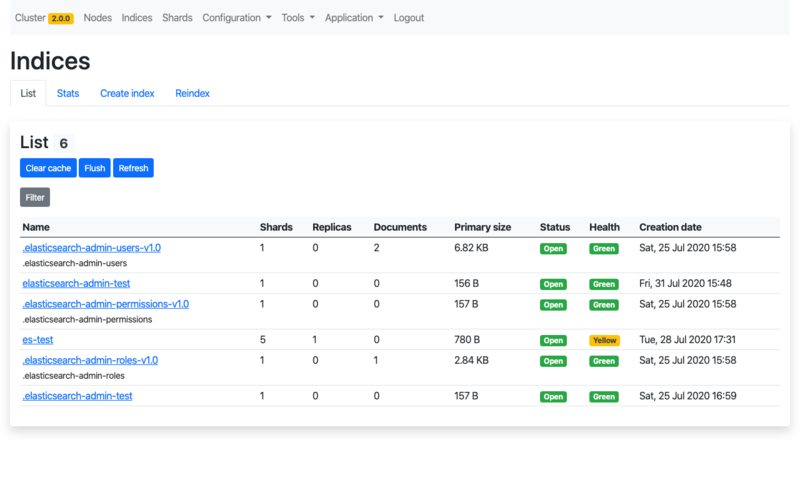 Cluster 2.0.0 Nodes Indices Shards Configuration Tools Application Logout
Indices
List Stats Create index Reindex
List 6
Clear cache Flush Refresh
Filter
Name Shards Replicas Documents Primary size Status Health Creation date
.elasticsearch-admin-users-v1.0 1 0 2 6.82 KB Open Green Sat, 25 Jul 2020 15:58
.elasticsearch-admin-users
elasticsearch-admin-test 1 0 0 156 B Open Green Fri, 31 Jul 2020 15:48
.elasticsearch-admin-permissions-v1.0 1 0 0 157 B Open Green Sat, 25 Jul 2020 15:58
.elasticsearch-admin-permissions
es-test 5 1 0 780 B Open Yellow Tue, 28 Jul 2020 17:31
.elasticsearch-admin-roles-v1.0 1 0 1 2.84 KB Open Green Sat, 25 Jul 2020 15:58
.elasticsearch-admin-roles
.elasticsearch-admin-test 1 0 0 157 B Open Green Sat, 25 Jul 2020 16:59